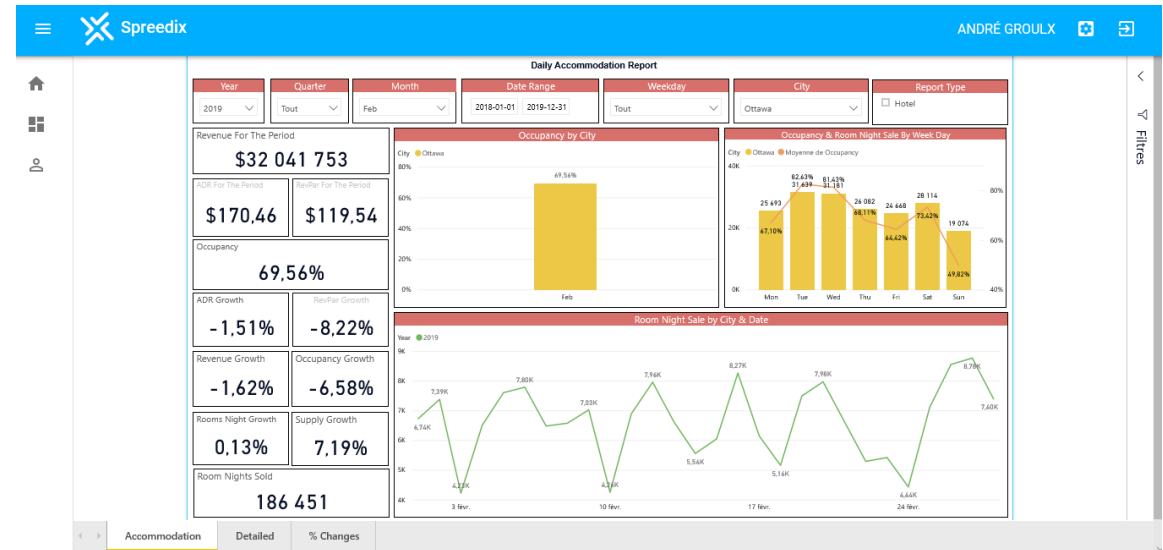 Spreedix
ANDRÉ GROULX
Daily Accommodation Report
Year Quarter Month Date Range Weekday City Report Type
2019 Tout Feb 2018-01-01 2019-12-31 Tout Ottawa Hotel
Revenue For The Period
$32 041 753
ADR For The Period RevPar For The Period
$170,46 $119,54
Occupancy
69,56%
ADR Growth RevPar Growth
-1,51% -8,22%
Revenue Growth Occupancy Growth
-1,62% -6,58%
Rooms Night Growth Supply Growth
0,13% 7,19%
Room Nights Sold
186 451
Occupancy by City
City Ottawa
80%
69,56%
60%
40%
20%
0%
Feb
Occupancy & Room Night Sale By Week Day
City Ottawa Moyenne de Occupancy
40K
82,63% 81,43%
31 639 31 181
80%
25 693 26 082 24 668 28 114
68,11% 73,42% 19 074
20K 67,10% 64,42%
60%
49,82%
0K 40%
Mon Tue Wed Thu Fri Sat Sun
Room Night Sale by City & Date
Year 2019
9K
8,27K 8,78K
7,80K 7,96K 7,98K
8K
7,39K 7,03K 7,40K
7K
6,74K
6K
5,54K
5,16K
5K
4,23K 4,26K 4,44K
4K
3 févr. 10 févr. 17 févr. 24 févr.
Filtres
Accommodation Detailed % Changes